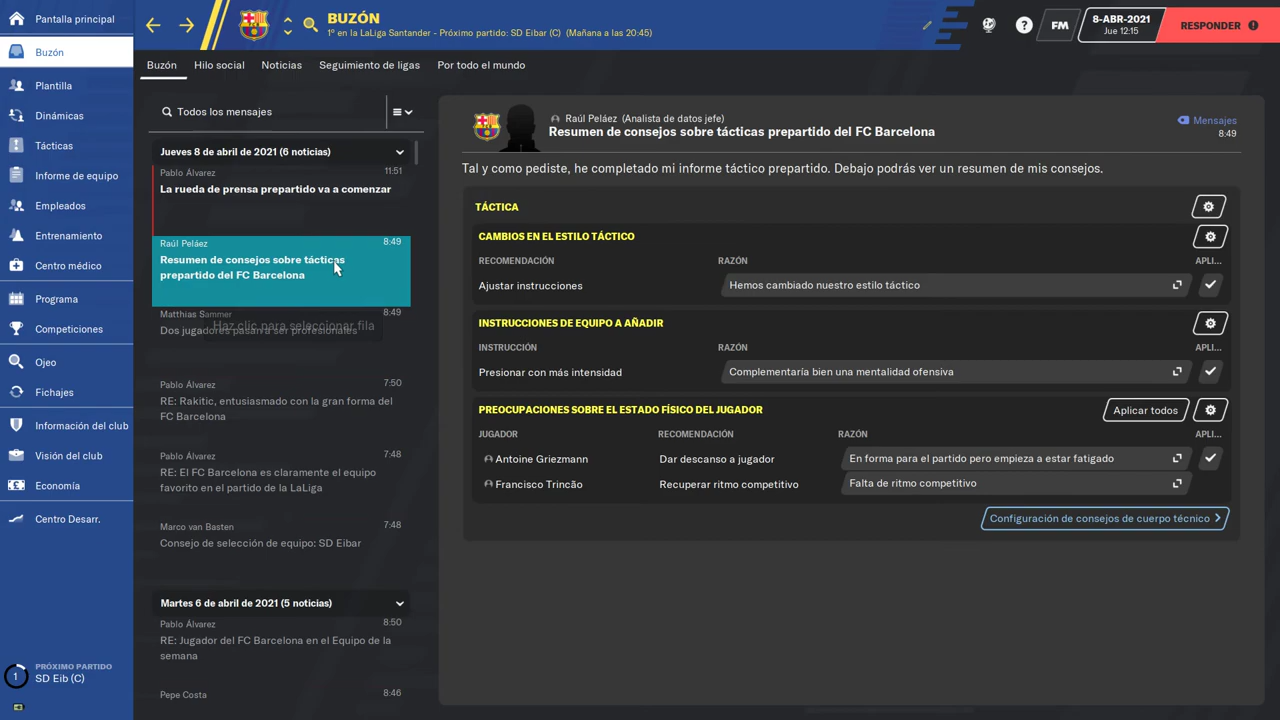 Pantalla principal
Buzón
Plantilla
Dinámicas
Tácticas
Informe de equipo
Empleados
Entrenamiento
Centro médico
Programa
Competiciones
Ojeo
Fichajes
Información del club
Visión del club
Economía
Centro Desarr.
1
PRÓXIMO PARTIDO
SD Eib (C)
BUZÓN
1º en la LaLiga Santander - Próximo partido: SD Eibar (C) (Mañana a las 20:45)
?
FM
8-ABR-2021
Jue 12:15
RESPONDER
Buzón
Hilo social
Noticias
Seguimiento de ligas
Por todo el mundo
Todos los mensajes
Jueves 8 de abril de 2021 (6 noticias)
Pablo Álvarez 11:51
La rueda de prensa prepartido va a comenzar
Raúl Peláez 8:49
Resumen de consejos sobre tácticas
prepartido del FC Barcelona
Matthias Sammer 8:49
Dos jugadores pasan a ser profesionales
Haz clic para seleccionar fila
Pablo Álvarez 7:50
RE: Rakitic, entusiasmado con la gran forma del
FC Barcelona
Pablo Álvarez 7:48
RE: El FC Barcelona es claramente el equipo
favorito en el partido de la LaLiga
Marco van Basten 7:48
Consejo de selección de equipo: SD Eibar
Martes 6 de abril de 2021 (5 noticias)
Pablo Álvarez 8:50
RE: Jugador del FC Barcelona en el Equipo de la
semana
Pepe Costa 8:46
Raúl Peláez (Analista de datos jefe)
Resumen de consejos sobre tácticas prepartido del FC Barcelona
Mensajes
8:49
Tal y como pediste, he completado mi informe táctico prepartido. Debajo podrás ver un resumen de mis consejos.
TÁCTICA
CAMBIOS EN EL ESTILO TÁCTICO
RECOMENDACIÓN RAZÓN APLI...
Ajustar instrucciones Hemos cambiado nuestro estilo táctico
INSTRUCCIONES DE EQUIPO A AÑADIR
INSTRUCCIÓN RAZÓN APLI...
Presionar con más intensidad Complementaría bien una mentalidad ofensiva
PREOCUPACIONES SOBRE EL ESTADO FÍSICO DEL JUGADOR Aplicar todos
JUGADOR RECOMENDACIÓN RAZÓN APLI...
Antoine Griezmann Dar descanso a jugador En forma para el partido pero empieza a estar fatigado
Francisco Trincão Recuperar ritmo competitivo Falta de ritmo competitivo
Configuración de consejos de cuerpo técnico